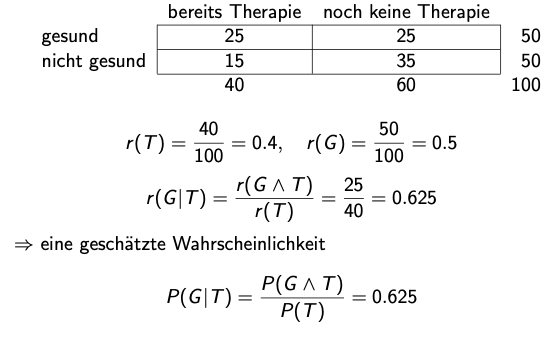 bereits Therapie noch keine Therapie
gesund 25 25 50
nicht gesund 15 35 50
40 60 100
r(T) = 40/100 = 0.4, r(G) = 50/100 = 0.5
r(G|T) = r(G ∧ T)/r(T) = 25/40 = 0.625
⇒ eine geschätzte Wahrscheinlichkeit
P(G|T) = P(G ∧ T)/P(T) = 0.625